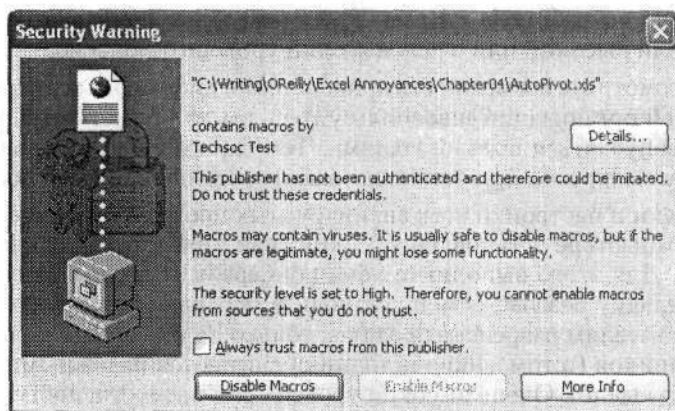 Security Warning
"C:\Writing\OReilly\Excel Annoyances\Chapter04\AutoPivot.xls"
contains macros by
Techsoc Test
Details...
This publisher has not been authenticated and therefore could be imitated.
Do not trust these credentials.
Macros may contain viruses. It is usually safe to disable macros, but if the
macros are legitimate, you might lose some functionality.
The security level is set to High. Therefore, you cannot enable macros
from sources that you do not trust.
Always trust macros from this publisher.
Disable Macros
Enable Macros
More Info